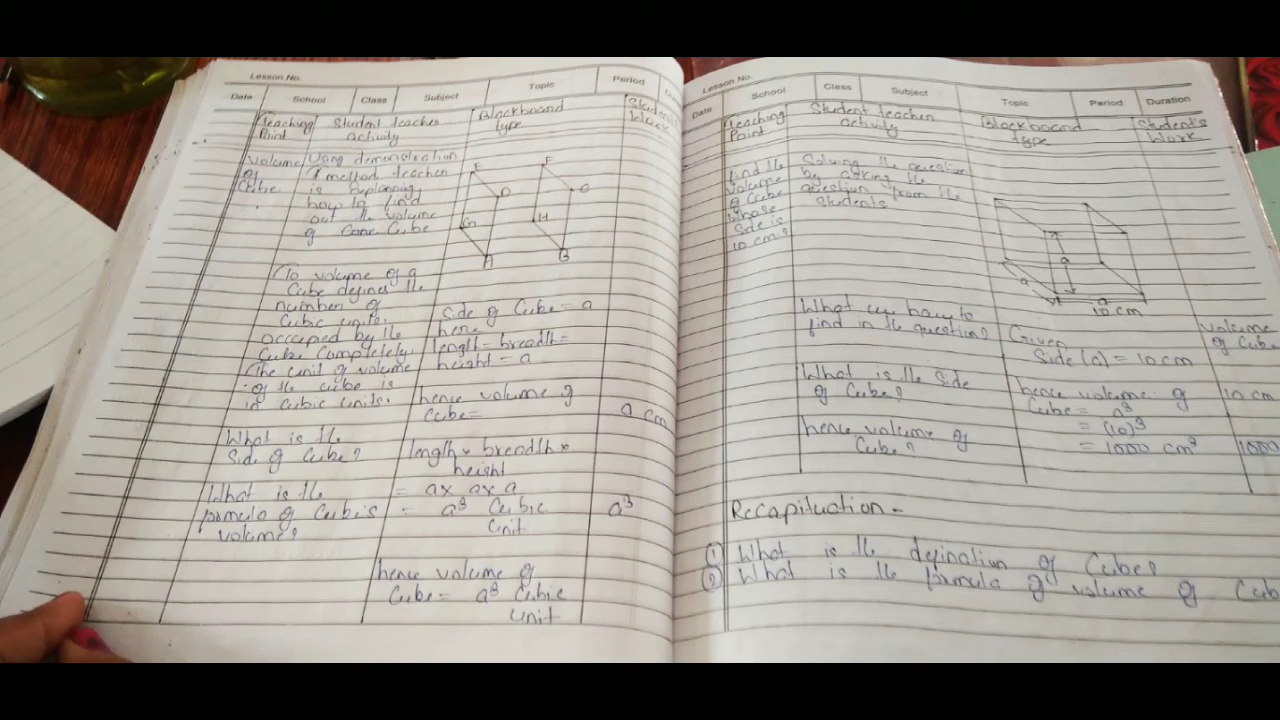 Lesson No.
Date School Class Subject Topic Period
Teaching Point
Student teacher activity
Blackboard type
Student's Work
Volume
of
Cube
Using demonstration
method teacher
is explaning
how to find
out the volume
of Cube
E F
D C
G H
A B
To volume of a
Cube defines the
number of
Cubic units.
occupied by the
Cube Completely.
The unit of volume
of the cube is
in Cubic units.
Side of Cube = a
here
length = breadth =
height = a
hence volume of
Cube =
a cm
What is the
Side of Cube?
length × breadth ×
height
What is the
formula of Cubes
volume?
= a x a x a
= a³ Cubic
unit
a³
hence volume of
Cube = a³ Cubic
unit
Lesson No.
Date School Class Subject Topic Period Duration
Teaching Point
Student teacher activity
Blackboard type
Student's Work
find the
volume
of Cube
whose
Side is
10 cm?
Solving the question
by asking the
question from the
students
a
a
a
10 cm
What we have to
find in the question?
Given
Side (a) = 10 cm
volume
of Cube
What is the Side
of Cube?
hence volume of
Cube = a³
= (10)³
= 1000 cm³
10 cm
hence volume of
Cube?
1000
Recapituation -
① What is the defination of Cube?
② What is the formula of volume of Cub